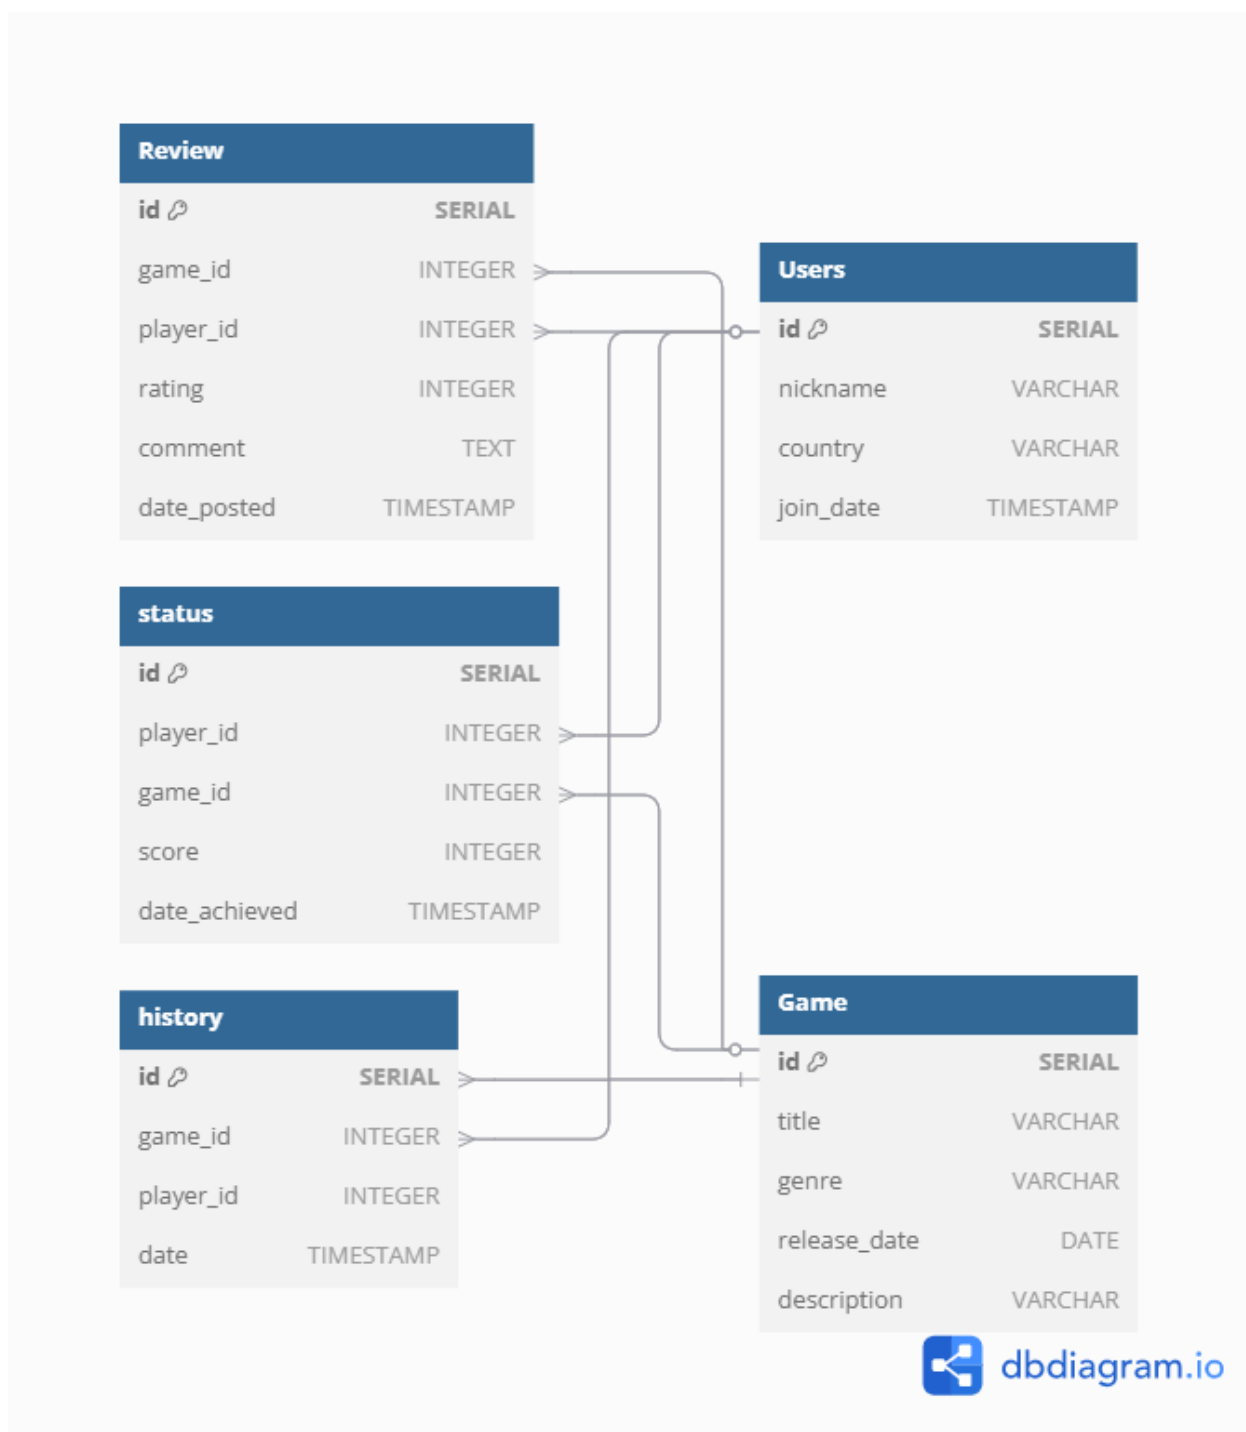 Review
id SERIAL
game_id INTEGER
player_id INTEGER
rating INTEGER
comment TEXT
date_posted TIMESTAMP
Users
id SERIAL
nickname VARCHAR
country VARCHAR
join_date TIMESTAMP
status
id SERIAL
player_id INTEGER
game_id INTEGER
score INTEGER
date_achieved TIMESTAMP
history
id SERIAL
game_id INTEGER
player_id INTEGER
date TIMESTAMP
Game
id SERIAL
title VARCHAR
genre VARCHAR
release_date DATE
description VARCHAR
dbdiagram.io